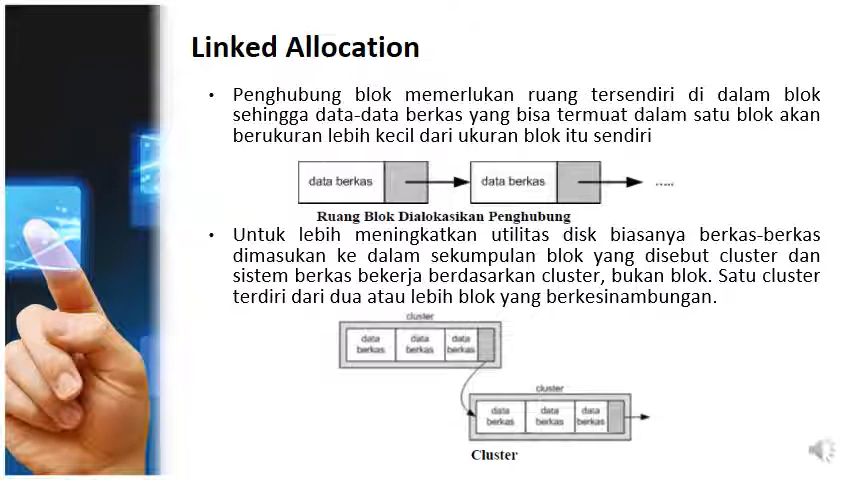 Linked Allocation
• Penghubung blok memerlukan ruang tersendiri di dalam blok
sehingga data-data berkas yang bisa termuat dalam satu blok akan
berukuran lebih kecil dari ukuran blok itu sendiri
data berkas data berkas .....
Ruang Blok Dialokasikan Penghubung
• Untuk lebih meningkatkan utilitas disk biasanya berkas-berkas
dimasukan ke dalam sekumpulan blok yang disebut cluster dan
sistem berkas bekerja berdasarkan cluster, bukan blok. Satu cluster
terdiri dari dua atau lebih blok yang berkesinambungan.
cluster
data data data
berkas berkas berkas
cluster
data data data
berkas berkas berkas
Cluster